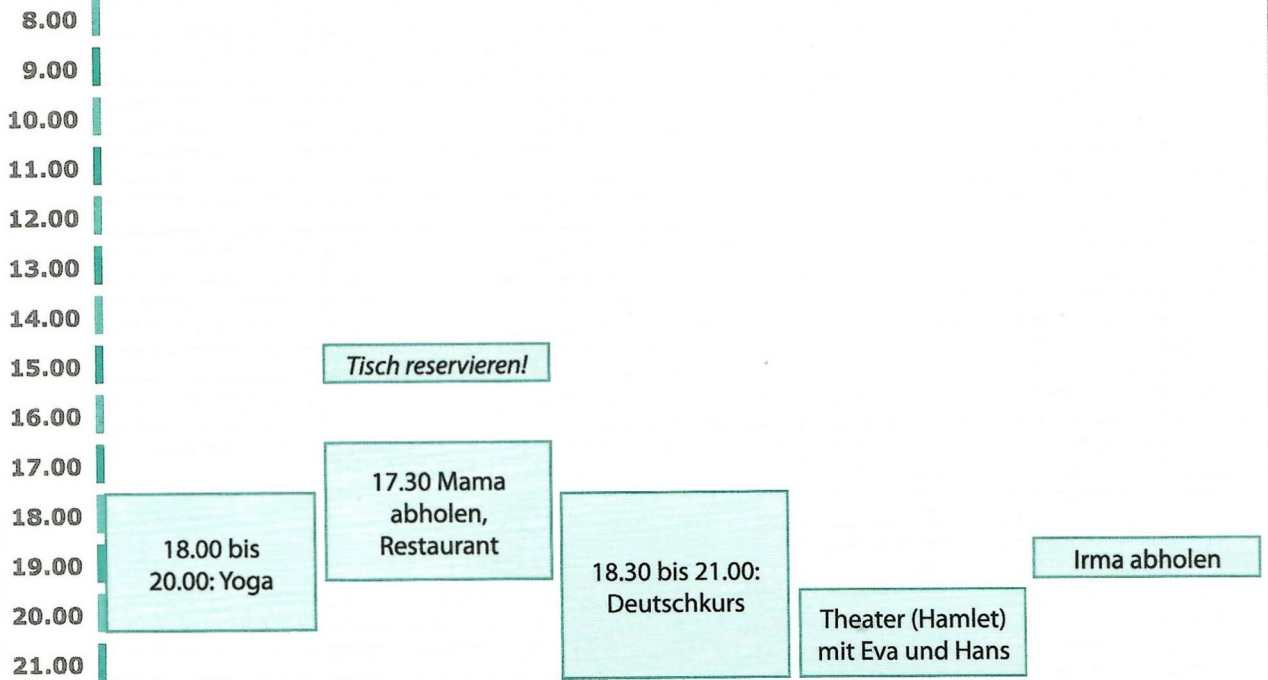 8.00
9.00
10.00
11.00
12.00
13.00
14.00
15.00
16.00
17.00
18.00
19.00
20.00
21.00
18.00 bis
20.00: Yoga
Tisch reservieren!
17.30 Mama
abholen,
Restaurant
18.30 bis 21.00:
Deutschkurs
Theater (Hamlet)
mit Eva und Hans
Irma abholen